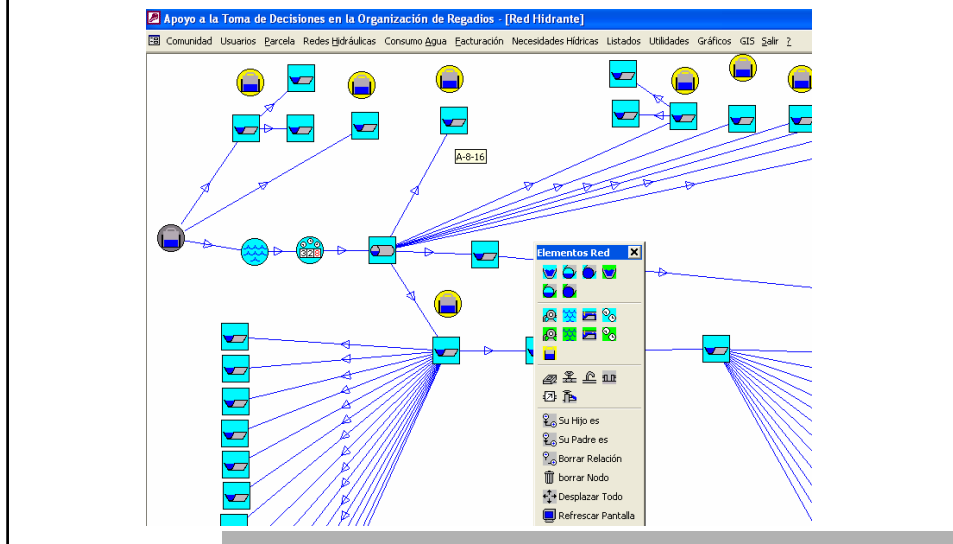 Apoyo a la Toma de Decisiones en la Organización de Regadios - [Red Hidrante]
Comunidad Usuarios Parcela Redes Hidráulicas Consumo Agua Facturación Necesidades Hídricas Listados Utilidades Gráficos GIS Salir ?
A-8-16
328
Elementos Red
Su Hijo es
Su Padre es
Borrar Relación
borrar Nodo
Desplazar Todo
Refrescar Pantalla